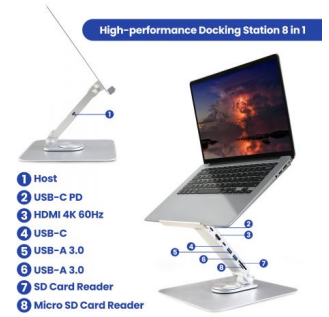 High-performance Docking Station 8 in 1
1
1 Host
2 USB-C PD
3 HDMI 4K 60Hz
4 USB-C
5 USB-A 3.0
6 USB-A 3.0
7 SD Card Reader
8 Micro SD Card Reader
2
3
4
5
6
7
8